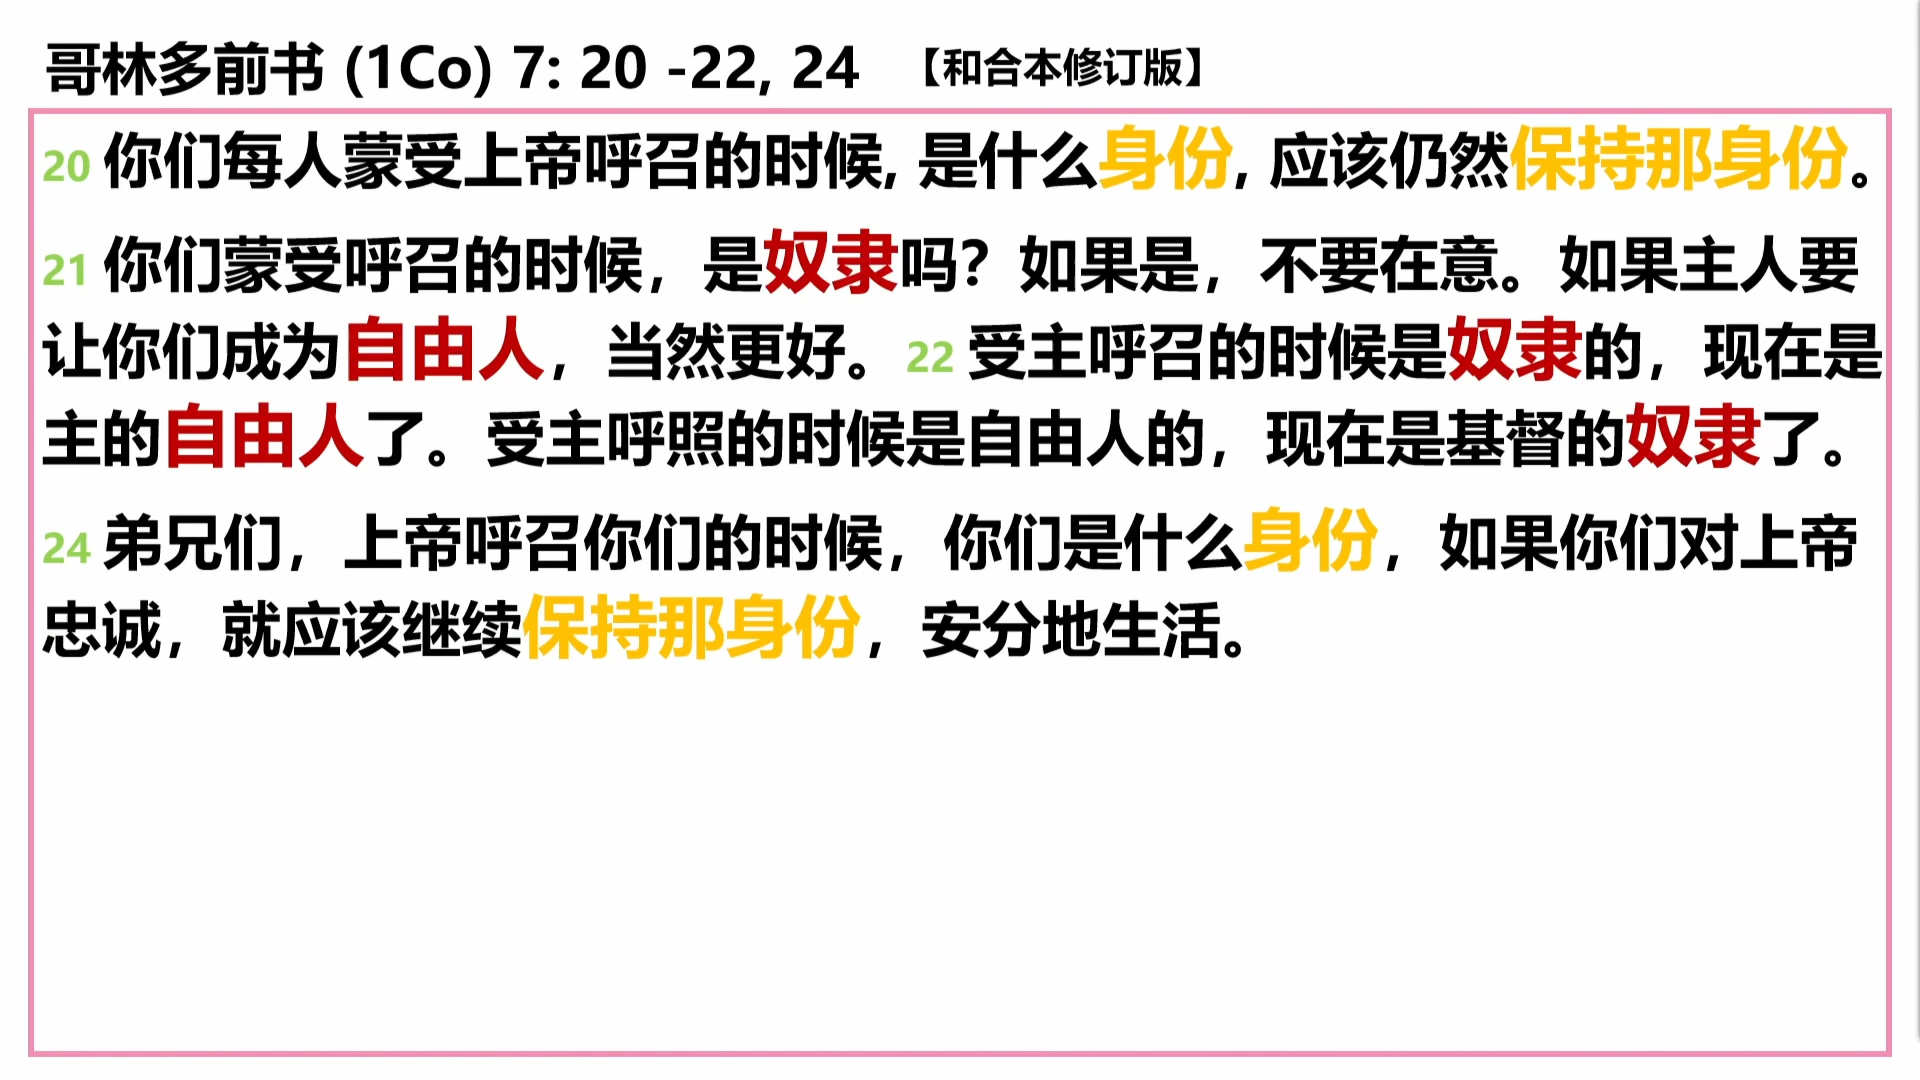 哥林多前书 (1Co) 7: 20 -22, 24 【和合本修订版】
20 你们每人蒙受上帝呼召的时候, 是什么身份, 应该仍然保持那身份。
21 你们蒙受呼召的时候，是奴隶吗？如果是，不要在意。如果主人要
让你们成为自由人，当然更好。22 受主呼召的时候是奴隶的，现在是
主的自由人了。受主呼照的时候是自由人的，现在是基督的奴隶了。
24 弟兄们，上帝呼召你们的时候，你们是什么身份，如果你们对上帝
忠诚，就应该继续保持那身份，安分地生活。